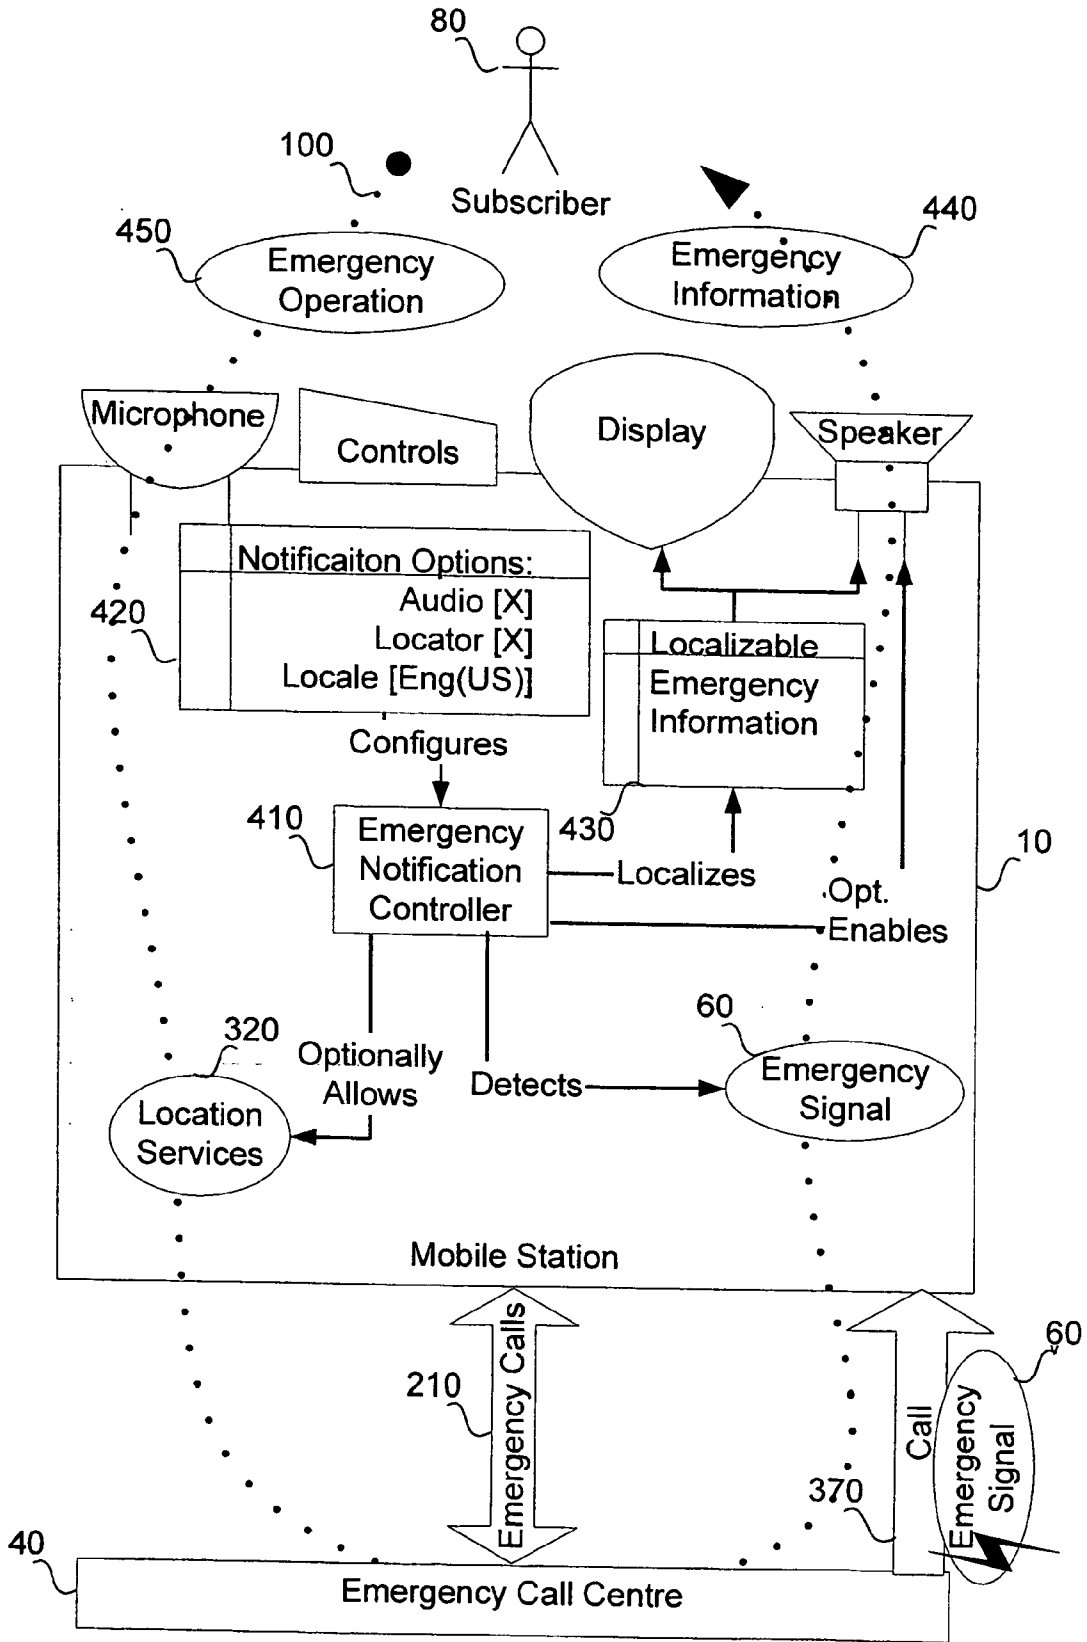 80
100
Subscriber
450
440
Emergency
Operation
Emergency
Information
Microphone
Controls
Display
Speaker
Notificaiton Options:
Audio [X]
Locator [X]
Locale [Eng(US)]
420
Localizable
Emergency
Information
Configures
410
430
Emergency
Notification
Controller
Localizes
10
Opt.
Enables
60
320
Optionally
Allows
Detects
Emergency
Signal
Location
Services
Mobile Station
Emergency Calls
210
60
Call
Emergency
Signal
370
40
Emergency Call Centre